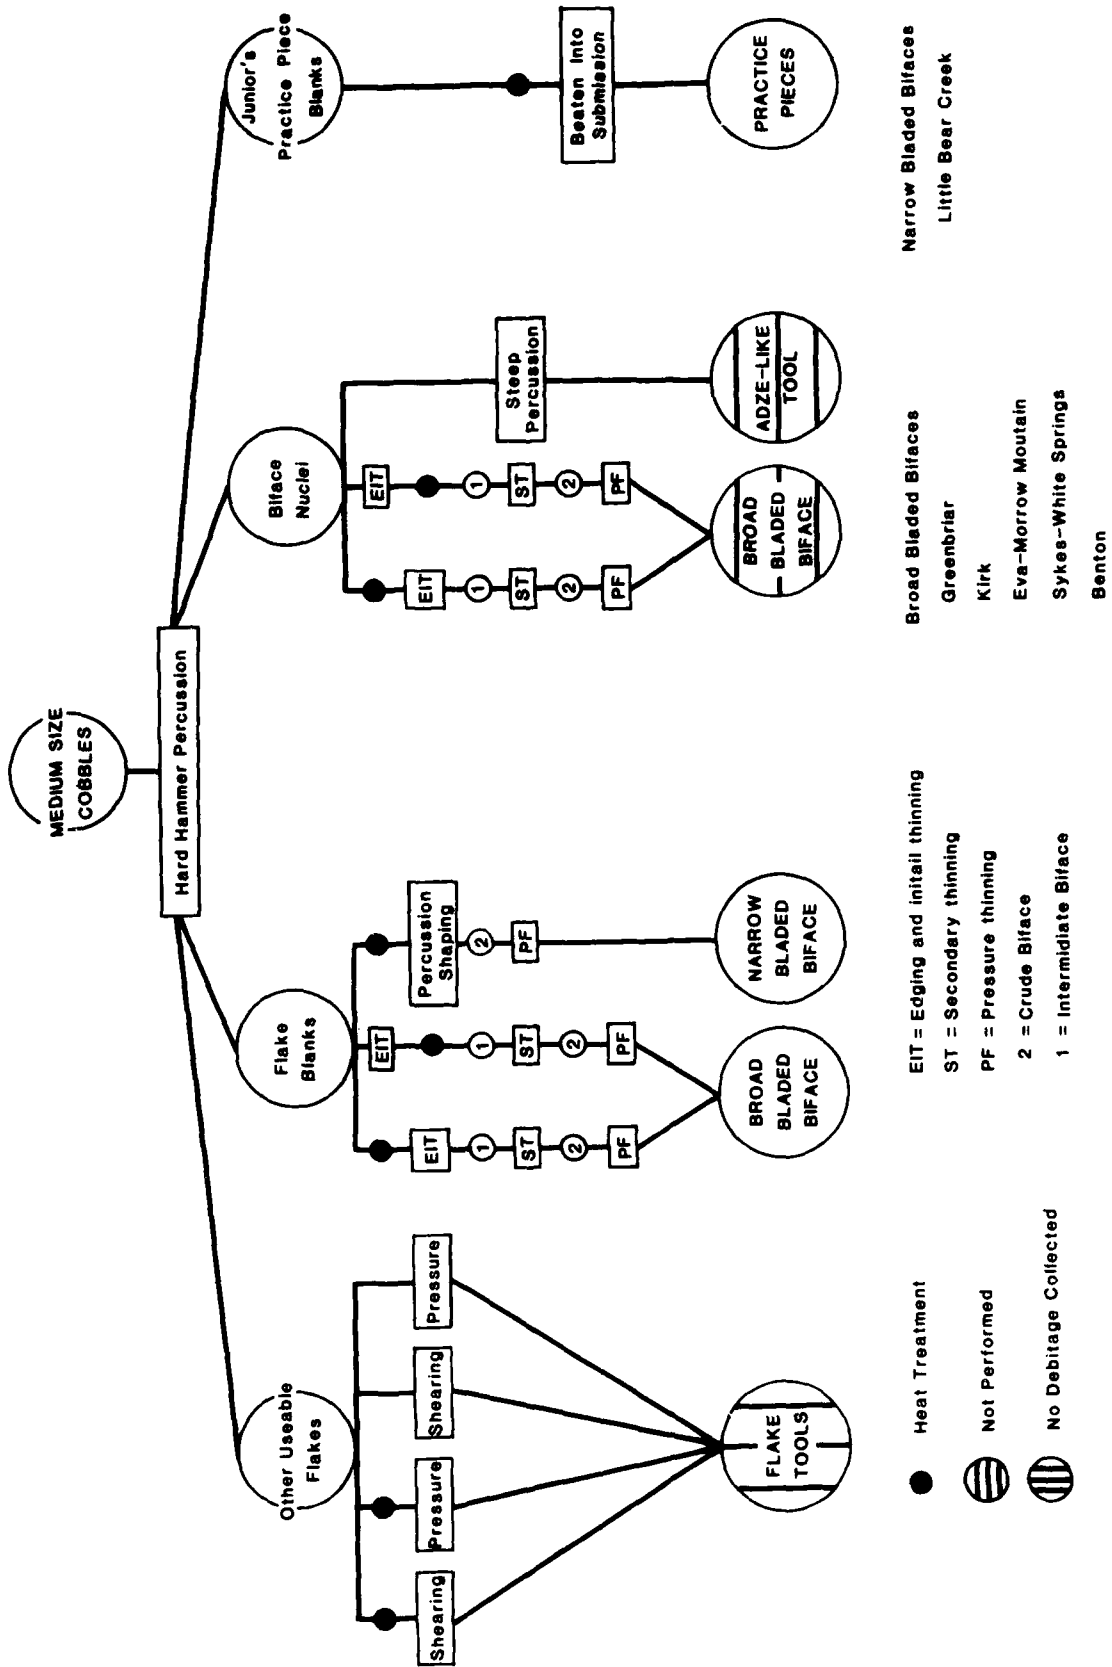 MEDIUM SIZE
COBBLES
Hard Hammer Percussion
Other Useable
Flakes
Flake
Blanks
Biface
Nuclei
Junior's
Practice Piece
Blanks
Shearing
Pressure
Shearing
Pressure
EIT
1
ST
2
PF
EIT
1
ST
2
PF
Percussion
Shaping
2
PF
EIT
1
ST
2
PF
EIT
1
ST
2
PF
Steep
Percussion
Beaten Into
Submission
FLAKE
TOOLS
BROAD
BLADED
BIFACE
NARROW
BLADED
BIFACE
BROAD
BLADED
BIFACE
ADZE-LIKE
TOOL
PRACTICE
PIECES
Heat Treatment
Not Performed
No Debitage Collected
EIT = Edging and initail thinning
ST = Secondary thinning
PF = Pressure thinning
2 = Crude Biface
1 = Intermidiate Biface
Broad Bladed Bifaces
Greenbriar
Kirk
Eva-Morrow Moutain
Sykes-White Springs
Benton
Narrow Bladed Bifaces
Little Bear Creek